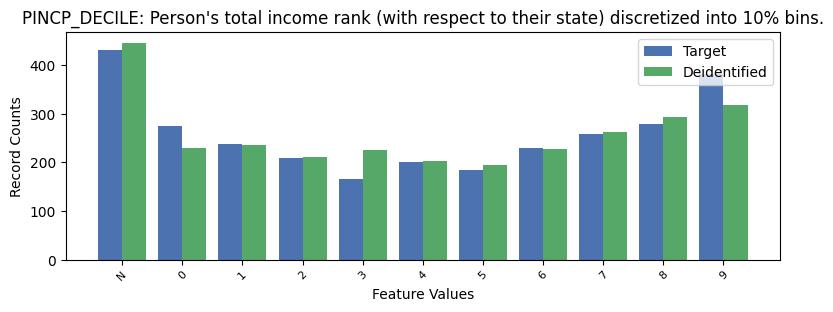 PINCP_DECILE: Person's total income rank (with respect to their state) discretized into 10% bins.
Target
Deidentified
Record Counts
400
300
200
100
0
N 0 1 2 3 4 5 6 7 8 9
Feature Values